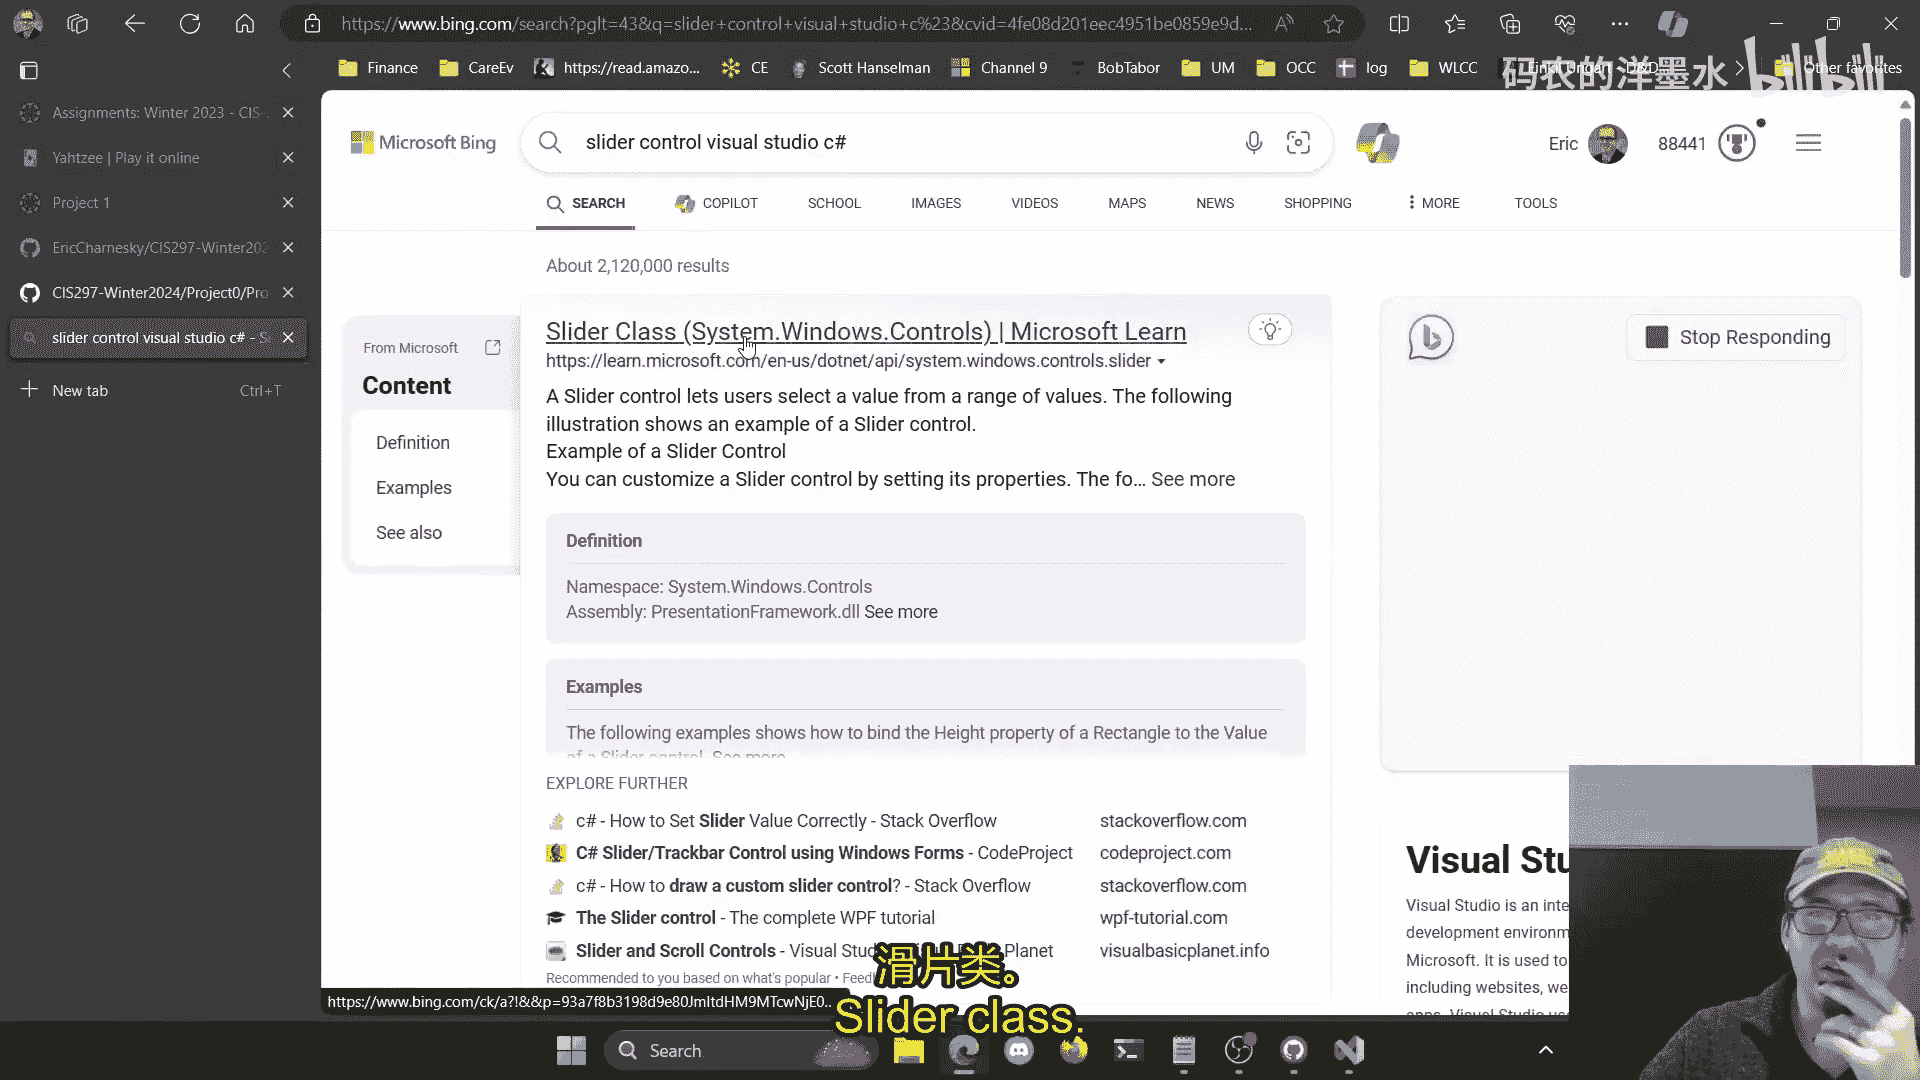 https://www.bing.com/search?pglt=43&q=slider+control+visual+studio+c%23&cvid=4fe08d201eec4951be0859e9d...
Finance
CareEv
https://read.amazo...
CE
Scott Hanselman
Channel 9
BobTabor
UM
OCC
log
WLCC
D&D
Other favorites
码农的洋墨水
bilibili
Assignments: Winter 2023 - CIS-
Yahtzee | Play it online
Project 1
EricCharnesky/CIS297-Winter202
CIS297-Winter2024/Project0/Pro
slider control visual studio c# - S
New tab
Ctrl+T
Microsoft Bing
slider control visual studio c#
Eric
88441
SEARCH
COPILOT
SCHOOL
IMAGES
VIDEOS
MAPS
NEWS
SHOPPING
MORE
TOOLS
About 2,120,000 results
From Microsoft
Content
Definition
Examples
See also
Slider Class (System.Windows.Controls) | Microsoft Learn
https://learn.microsoft.com/en-us/dotnet/api/system.windows.controls.slider
A Slider control lets users select a value from a range of values. The following
illustration shows an example of a Slider control.
Example of a Slider Control
You can customize a Slider control by setting its properties. The fo... See more
Definition
Namespace: System.Windows.Controls
Assembly: PresentationFramework.dll See more
Examples
The following examples shows how to bind the Height property of a Rectangle to the Value
of a Slider control. See more
EXPLORE FURTHER
c# - How to Set Slider Value Correctly - Stack Overflow
stackoverflow.com
C# Slider/Trackbar Control using Windows Forms - CodeProject
codeproject.com
c# - How to draw a custom slider control? - Stack Overflow
stackoverflow.com
The Slider control - The complete WPF tutorial
wpf-tutorial.com
Slider and Scroll Controls - Visual Planet
visualbasicplanet.info
Recommended to you based on what's popular •
Stop Responding
Visual Stu
Visual Studio is an inte
development environm
Microsoft. It is used to
including websites, we
apps. Visual Studio us
https://www.bing.com/ck/a?!&&p=93a7f8b3198d9e80JmltdHM9MTcwNjE0..
滑片类。
Slider class.
Search